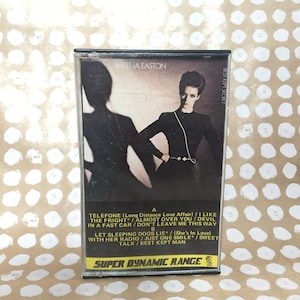 SHEENA EASTON
A
TELEFONE (Long Distance Love Affair) / I LIKE
THE FRIGHT* / ALMOST OVER YOU / DEVIL
IN A FAST CAR / DON'T LEAVE ME THIS WAY
LET SLEEPING DOGS LIE* / (She's In Love)
WITH HER RADIO / JUST ONE SMILE* / SWEET
TALK / BEST KEPT MAN
SUPER DYNAMIC RANGE